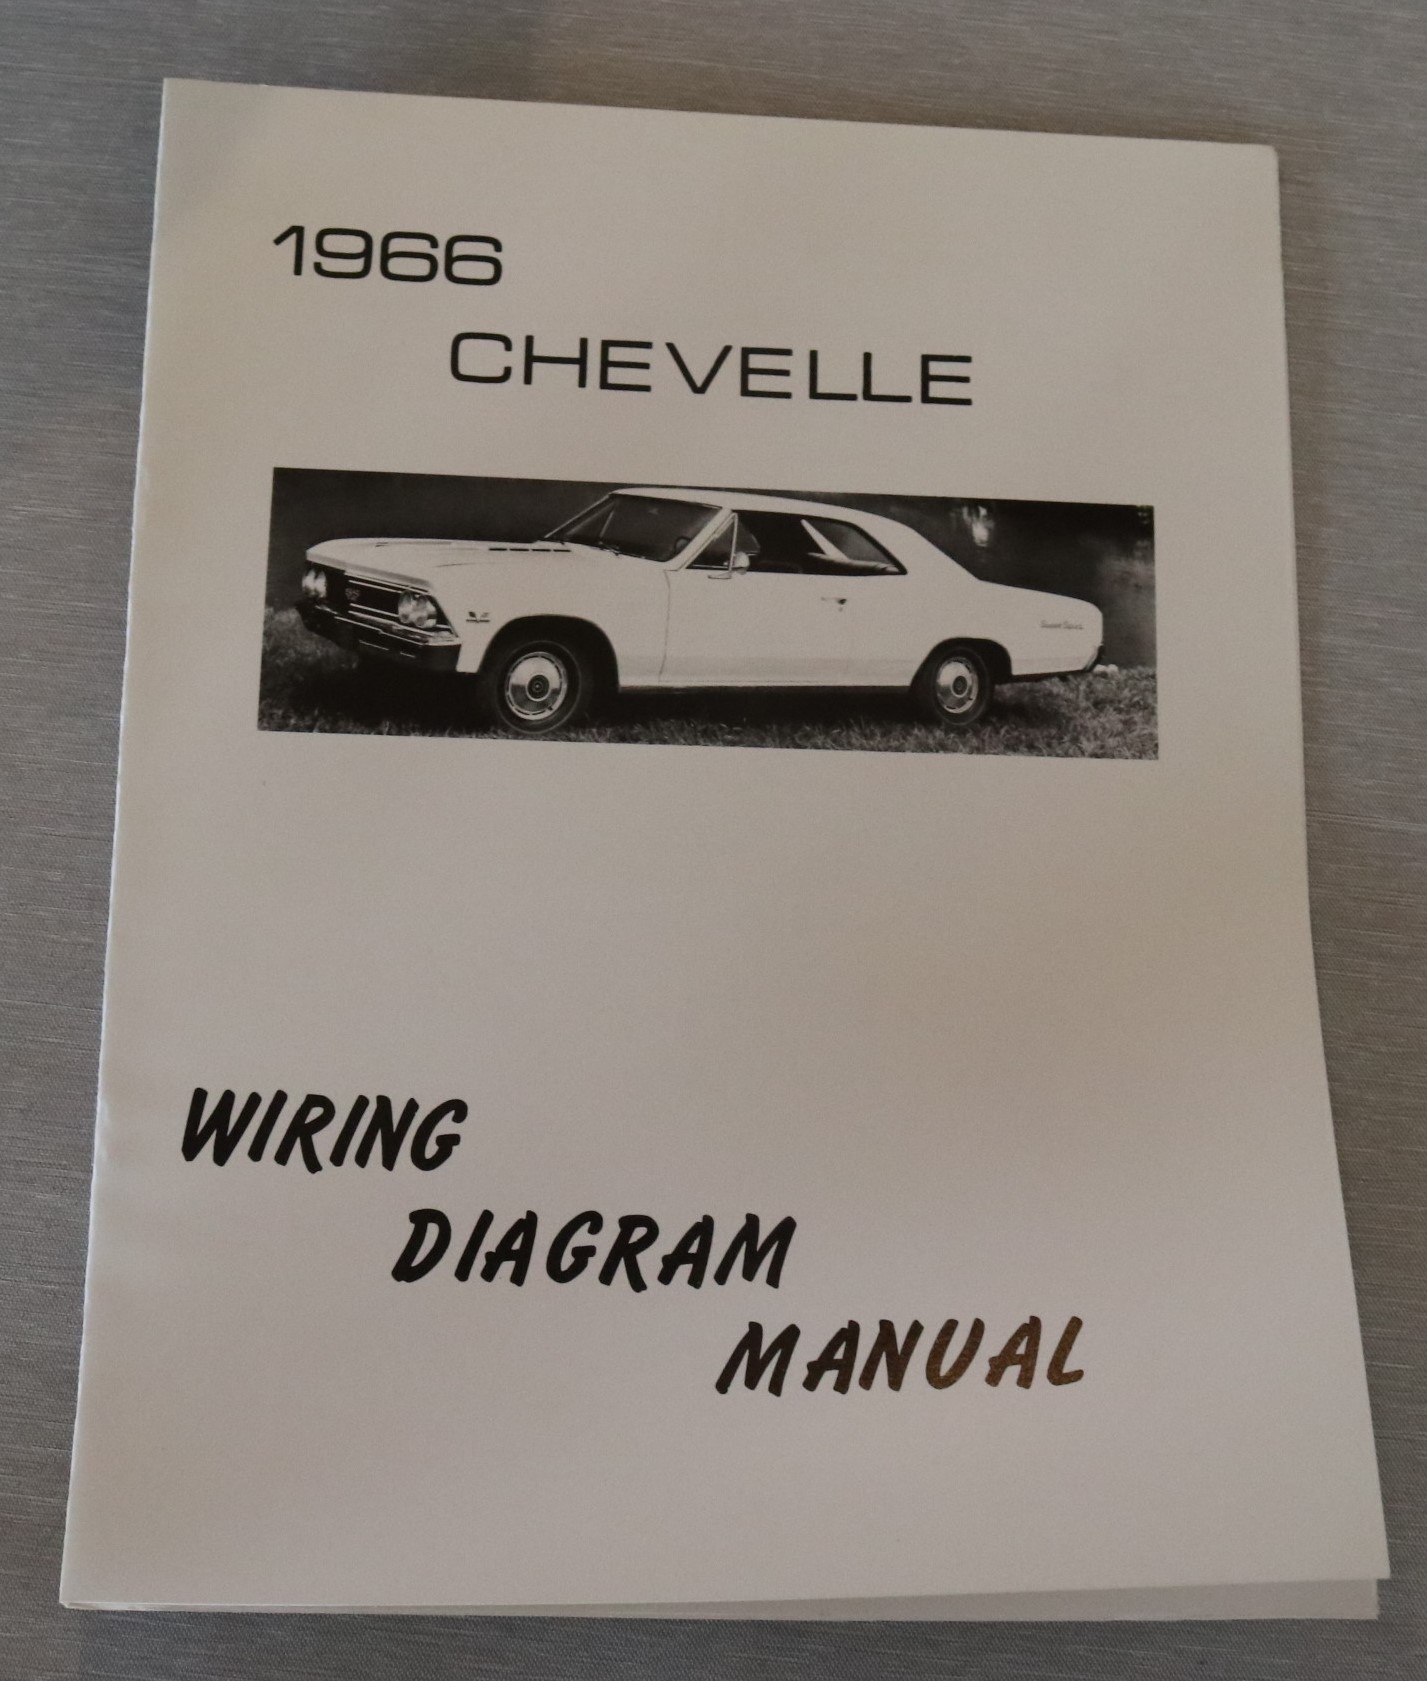 1966
CHEVELLE
WIRING
DIAGRAM
MANUAL